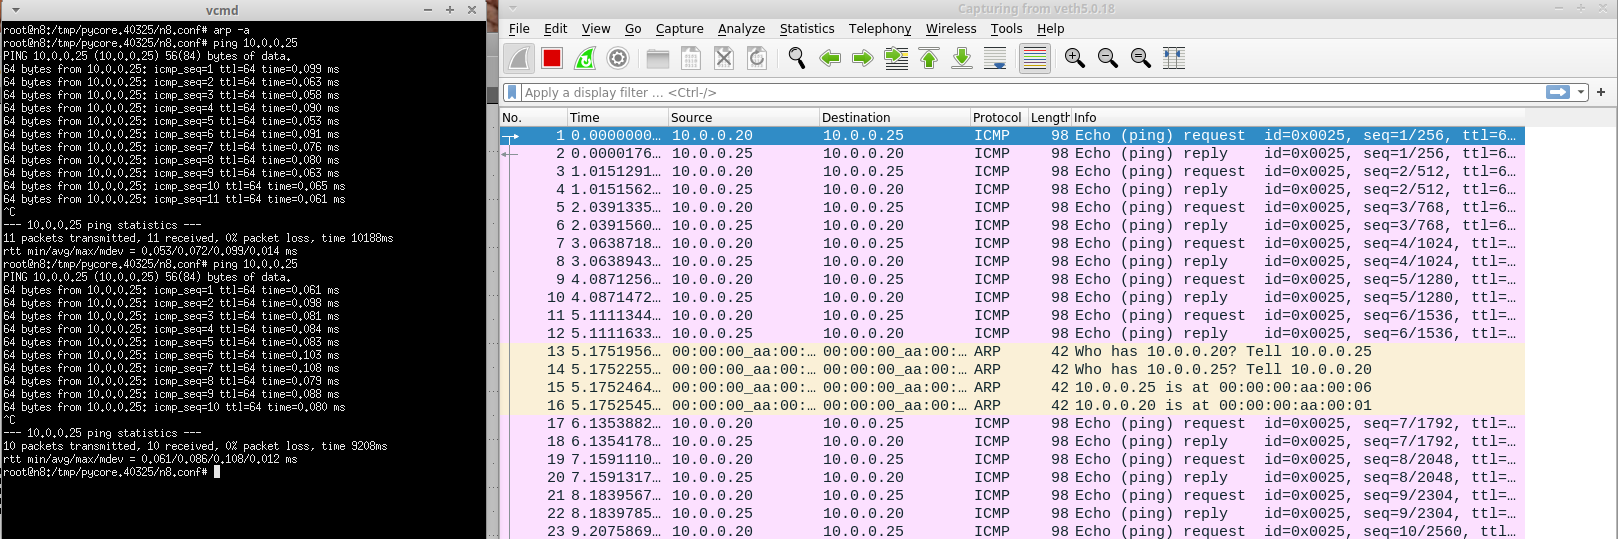 vcmd
root@n8:/tmp/pycore.40325/n8.conf# arp -a
root@n8:/tmp/pycore.40325/n8.conf# ping 10.0.0.25
PING 10.0.0.25 (10.0.0.25) 56(84) bytes of data.
64 bytes from 10.0.0.25: icmp_seq=1 ttl=64 time=0.099 ms
64 bytes from 10.0.0.25: icmp_seq=2 ttl=64 time=0.063 ms
64 bytes from 10.0.0.25: icmp_seq=3 ttl=64 time=0.058 ms
64 bytes from 10.0.0.25: icmp_seq=4 ttl=64 time=0.090 ms
64 bytes from 10.0.0.25: icmp_seq=5 ttl=64 time=0.053 ms
64 bytes from 10.0.0.25: icmp_seq=6 ttl=64 time=0.091 ms
64 bytes from 10.0.0.25: icmp_seq=7 ttl=64 time=0.076 ms
64 bytes from 10.0.0.25: icmp_seq=8 ttl=64 time=0.080 ms
64 bytes from 10.0.0.25: icmp_seq=9 ttl=64 time=0.063 ms
64 bytes from 10.0.0.25: icmp_seq=10 ttl=64 time=0.065 ms
64 bytes from 10.0.0.25: icmp_seq=11 ttl=64 time=0.061 ms
^C
--- 10.0.0.25 ping statistics ---
11 packets transmitted, 11 received, 0% packet loss, time 10188ms
rtt min/avg/max/mdev = 0.053/0.072/0.099/0.014 ms
root@n8:/tmp/pycore.40325/n8.conf# ping 10.0.0.25
PING 10.0.0.25 (10.0.0.25) 56(84) bytes of data.
64 bytes from 10.0.0.25: icmp_seq=1 ttl=64 time=0.061 ms
64 bytes from 10.0.0.25: icmp_seq=2 ttl=64 time=0.098 ms
64 bytes from 10.0.0.25: icmp_seq=3 ttl=64 time=0.081 ms
64 bytes from 10.0.0.25: icmp_seq=4 ttl=64 time=0.084 ms
64 bytes from 10.0.0.25: icmp_seq=5 ttl=64 time=0.083 ms
64 bytes from 10.0.0.25: icmp_seq=6 ttl=64 time=0.103 ms
64 bytes from 10.0.0.25: icmp_seq=7 ttl=64 time=0.108 ms
64 bytes from 10.0.0.25: icmp_seq=8 ttl=64 time=0.079 ms
64 bytes from 10.0.0.25: icmp_seq=9 ttl=64 time=0.088 ms
64 bytes from 10.0.0.25: icmp_seq=10 ttl=64 time=0.080 ms
^C
--- 10.0.0.25 ping statistics ---
10 packets transmitted, 10 received, 0% packet loss, time 9208ms
rtt min/avg/max/mdev = 0.061/0.086/0.108/0.012 ms
root@n8:/tmp/pycore.40325/n8.conf#
Capturing from veth5.0.18
File Edit View Go Capture Analyze Statistics Telephony Wireless Tools Help
Apply a display filter ... <Ctrl-/>
No. Time Source Destination Protocol Length Info
1 0.0000000… 10.0.0.20 10.0.0.25 ICMP 98 Echo (ping) request id=0x0025, seq=1/256, ttl=6…
2 0.0000176… 10.0.0.25 10.0.0.20 ICMP 98 Echo (ping) reply id=0x0025, seq=1/256, ttl=6…
3 1.0151291… 10.0.0.20 10.0.0.25 ICMP 98 Echo (ping) request id=0x0025, seq=2/512, ttl=6…
4 1.0151562… 10.0.0.25 10.0.0.20 ICMP 98 Echo (ping) reply id=0x0025, seq=2/512, ttl=6…
5 2.0391335… 10.0.0.20 10.0.0.25 ICMP 98 Echo (ping) request id=0x0025, seq=3/768, ttl=6…
6 2.0391560… 10.0.0.25 10.0.0.20 ICMP 98 Echo (ping) reply id=0x0025, seq=3/768, ttl=6…
7 3.0638718… 10.0.0.20 10.0.0.25 ICMP 98 Echo (ping) request id=0x0025, seq=4/1024, ttl=…
8 3.0638943… 10.0.0.25 10.0.0.20 ICMP 98 Echo (ping) reply id=0x0025, seq=4/1024, ttl=…
9 4.0871256… 10.0.0.20 10.0.0.25 ICMP 98 Echo (ping) request id=0x0025, seq=5/1280, ttl=…
10 4.0871472… 10.0.0.25 10.0.0.20 ICMP 98 Echo (ping) reply id=0x0025, seq=5/1280, ttl=…
11 5.1111344… 10.0.0.20 10.0.0.25 ICMP 98 Echo (ping) request id=0x0025, seq=6/1536, ttl=…
12 5.1111633… 10.0.0.25 10.0.0.20 ICMP 98 Echo (ping) reply id=0x0025, seq=6/1536, ttl=…
13 5.1751956… 00:00:00_aa:00:… 00:00:00_aa:00:… ARP 42 Who has 10.0.0.20? Tell 10.0.0.25
14 5.1752255… 00:00:00_aa:00:… 00:00:00_aa:00:… ARP 42 Who has 10.0.0.25? Tell 10.0.0.20
15 5.1752464… 00:00:00_aa:00:… 00:00:00_aa:00:… ARP 42 10.0.0.25 is at 00:00:00:aa:00:06
16 5.1752545… 00:00:00_aa:00:… 00:00:00_aa:00:… ARP 42 10.0.0.20 is at 00:00:00:aa:00:01
17 6.1353882… 10.0.0.20 10.0.0.25 ICMP 98 Echo (ping) request id=0x0025, seq=7/1792, ttl=…
18 6.1354178… 10.0.0.25 10.0.0.20 ICMP 98 Echo (ping) reply id=0x0025, seq=7/1792, ttl=…
19 7.1591110… 10.0.0.20 10.0.0.25 ICMP 98 Echo (ping) request id=0x0025, seq=8/2048, ttl=…
20 7.1591317… 10.0.0.25 10.0.0.20 ICMP 98 Echo (ping) reply id=0x0025, seq=8/2048, ttl=…
21 8.1839567… 10.0.0.20 10.0.0.25 ICMP 98 Echo (ping) request id=0x0025, seq=9/2304, ttl=…
22 8.1839785… 10.0.0.25 10.0.0.20 ICMP 98 Echo (ping) reply id=0x0025, seq=9/2304, ttl=…
23 9.2075869… 10.0.0.20 10.0.0.25 ICMP 98 Echo (ping) request id=0x0025, seq=10/2560, ttl…